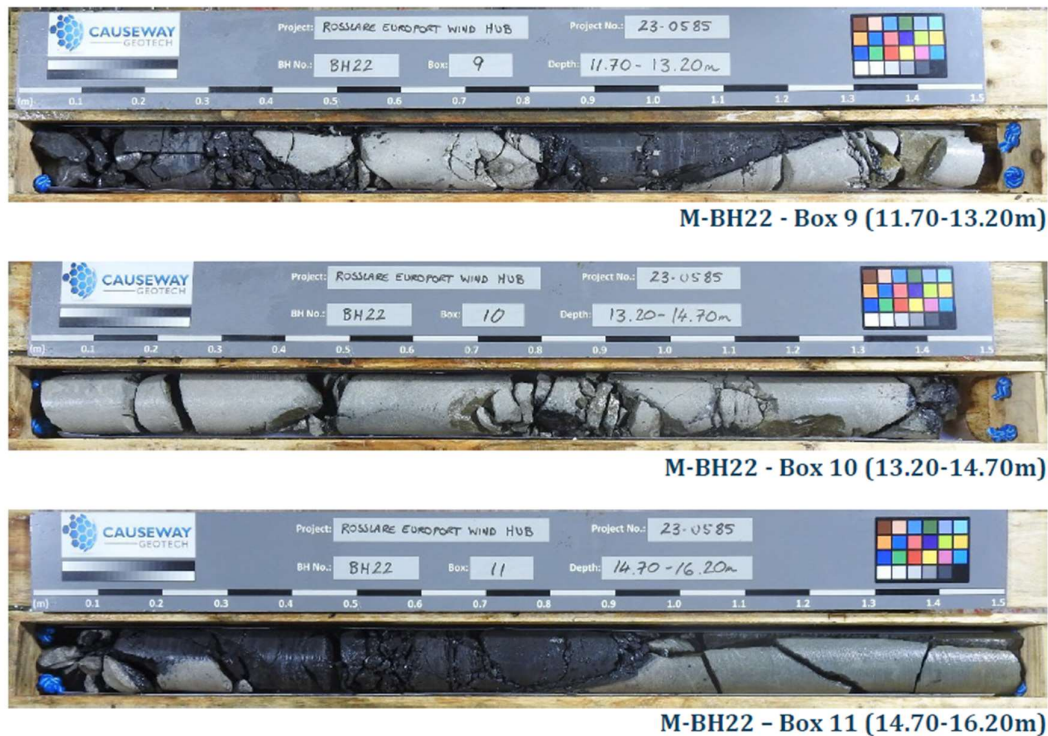 CAUSEWAY
GEOTECH
Project: ROSSLARE EUROPORT WIND HUB Project No.: 23-0585
BH No.: BH22 Box: 9 Depth: 11.70 - 13.20m
(m) 0.1 0.2 0.3 0.4 0.5 0.6 0.7 0.8 0.9 1.0 1.1 1.2 1.3 1.4 1.5
M-BH22 - Box 9 (11.70-13.20m)
CAUSEWAY
GEOTECH
Project: ROSSLARE EUROPORT WIND HUB Project No.: 23-0585
BH No.: BH22 Box: 10 Depth: 13.20 - 14.70m
(m) 0.1 0.2 0.3 0.4 0.5 0.6 0.7 0.8 0.9 1.0 1.1 1.2 1.3 1.4 1.5
M-BH22 - Box 10 (13.20-14.70m)
CAUSEWAY
GEOTECH
Project: ROSSLARE EUROPORT WIND HUB Project No.: 23-0585
BH No.: BH22 Box: 11 Depth: 14.70 - 16.20m
(m) 0.1 0.2 0.3 0.4 0.5 0.6 0.7 0.8 0.9 1.0 1.1 1.2 1.3 1.4 1.5
M-BH22 – Box 11 (14.70-16.20m)